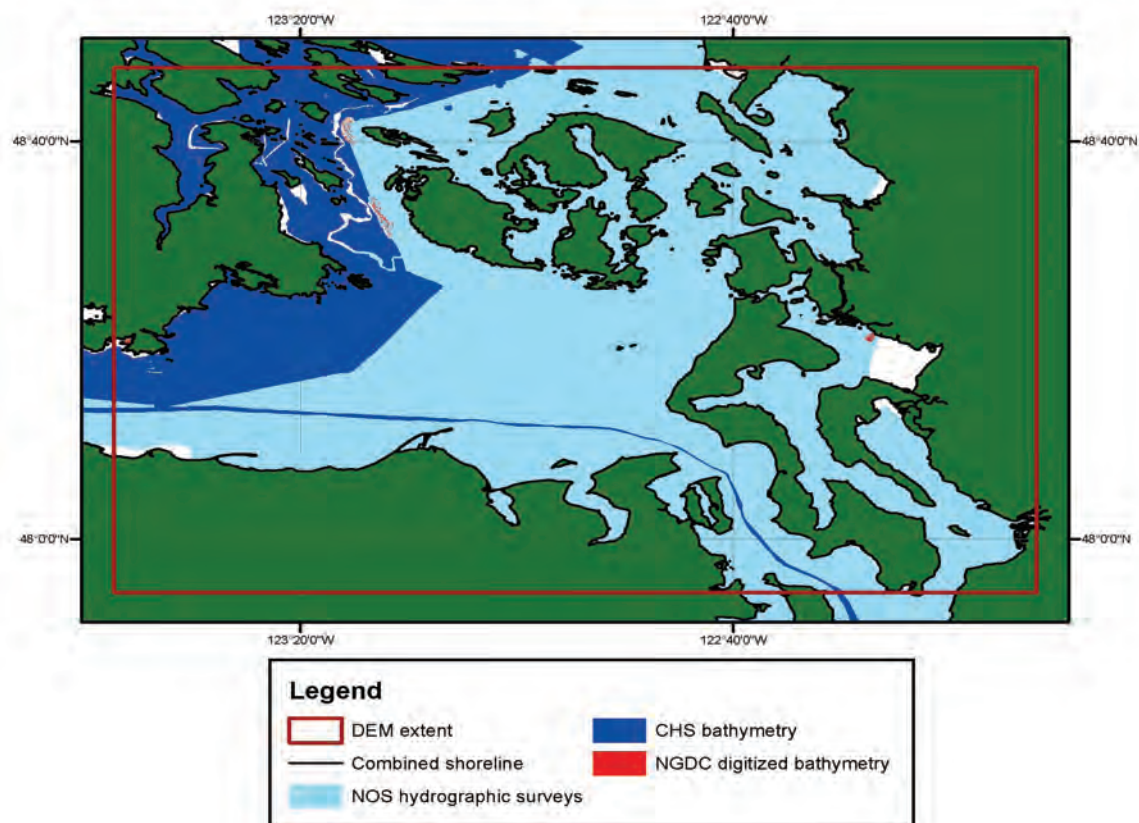 123°20'0"W 122°40'0"W
48°40'0"N 48°40'0"N
48°0'0"N 48°0'0"N
123°20'0"W 122°40'0"W
Legend
DEM extent CHS bathymetry
Combined shoreline NGDC digitized bathymetry
NOS hydrographic surveys